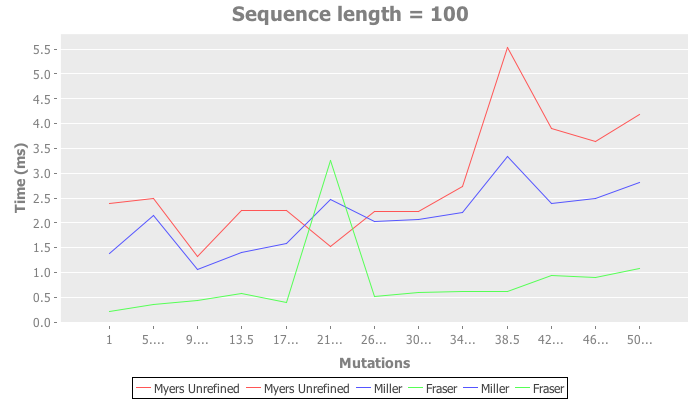 Sequence length = 100
5.5
5.0
4.5
4.0
3.5
3.0
2.5
2.0
1.5
1.0
0.5
0.0
Time (ms)
1 5... 9... 13.5 17... 21... 26... 30... 34... 38.5 42... 46... 50...
Mutations
Myers Unrefined Myers Unrefined Miller Fraser Miller Fraser